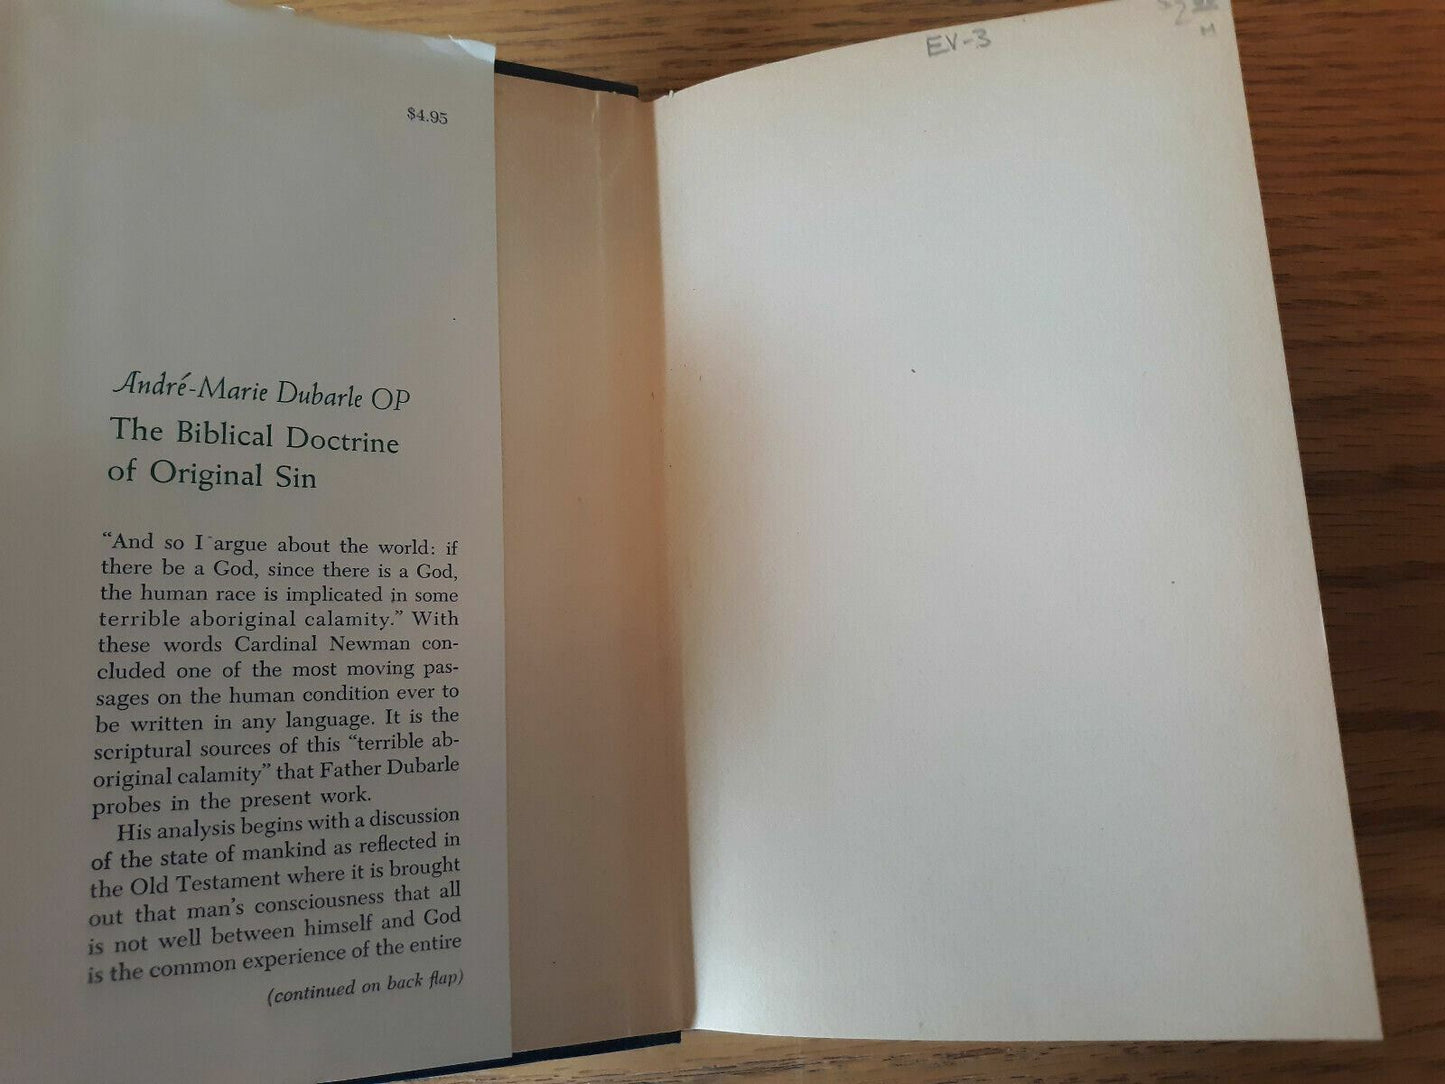 $4.95
André-Marie Dubarle OP
The Biblical Doctrine
of Original Sin
“And so I argue about the world: if
there be a God, since there is a God,
the human race is implicated in some
terrible aboriginal calamity.” With
these words Cardinal Newman con-
cluded one of the most moving pas-
sages on the human condition ever to
be written in any language. It is the
scriptural sources of this “terrible ab-
original calamity” that Father Dubarle
probes in the present work.
His analysis begins with a discussion
of the state of mankind as reflected in
the Old Testament where it is brought
out that man’s consciousness that all
is not well between himself and God
is the common experience of the entire
(continued on back flap)
EV-3
M